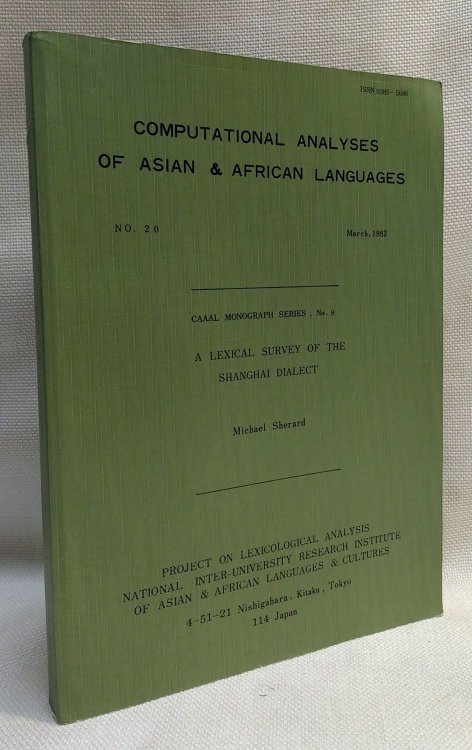 ISSN 0385-5686
COMPUTATIONAL ANALYSES
OF ASIAN & AFRICAN LANGUAGES
NO. 20
March, 1982
CAAAL MONOGRAPH SERIES, No. 8
A LEXICAL SURVEY OF THE
SHANGHAI DIALECT
Michael Sherard
PROJECT ON LEXICOLOGICAL ANALYSIS
NATIONAL INTER-UNIVERSITY RESEARCH INSTITUTE
OF ASIAN & AFRICAN LANGUAGES & CULTURES
4-51-21 Nishigahara, Kitaku, Tokyo
114 Japan